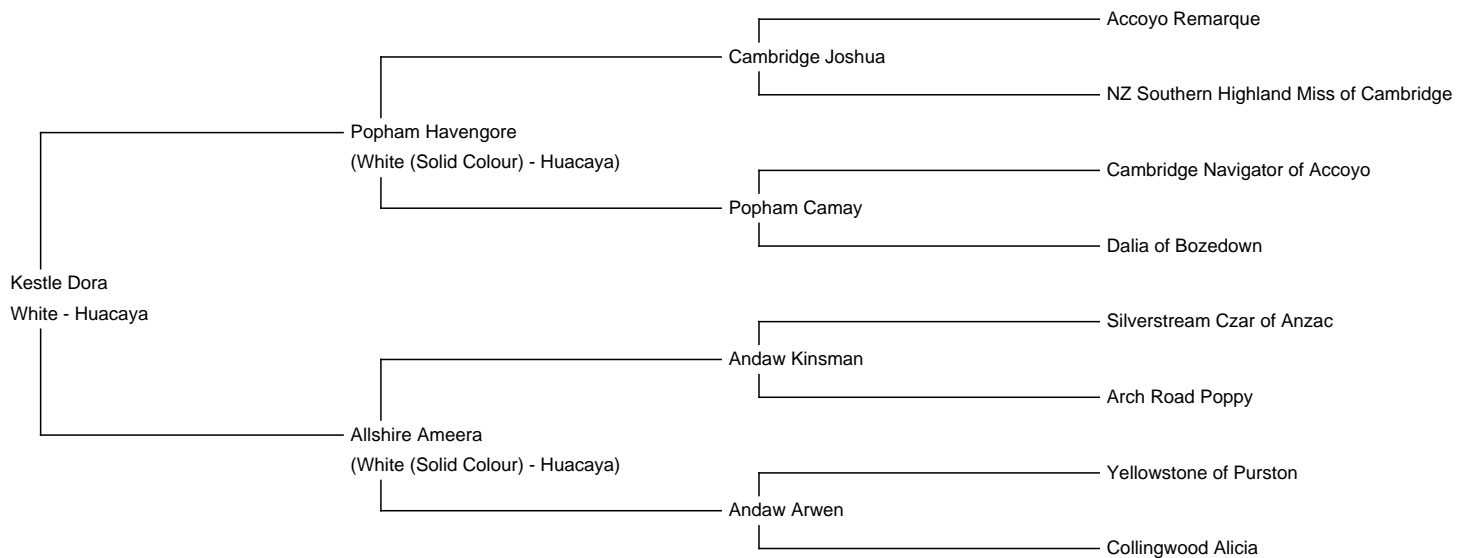 Accoyo Remarque
Cambridge Joshua
NZ Southern Highland Miss of Cambridge
Popham Havengore
(White (Solid Colour) - Huacaya)
Cambridge Navigator of Accoyo
Popham Camay
Dalia of Bozedown
Kestle Dora
White - Huacaya
Silverstream Czar of Anzac
Andaw Kinsman
Arch Road Poppy
Allshire Ameera
(White (Solid Colour) - Huacaya)
Yellowstone of Purston
Andaw Arwen
Collingwood Alicia